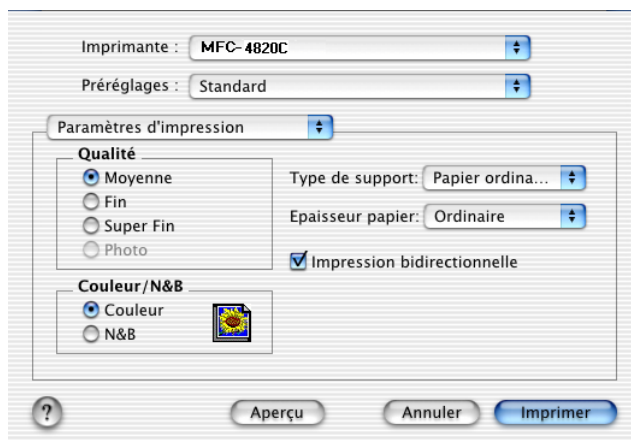 Imprimante : MFC-4820C
Préréglages : Standard
Paramètres d'impression
Qualité
Moyenne
Fin
Super Fin
Photo
Type de support: Papier ordina...
Epaisseur papier: Ordinaire
Impression bidirectionnelle
Couleur/N&B
Couleur
N&B
?
Aperçu
Annuler
Imprimer